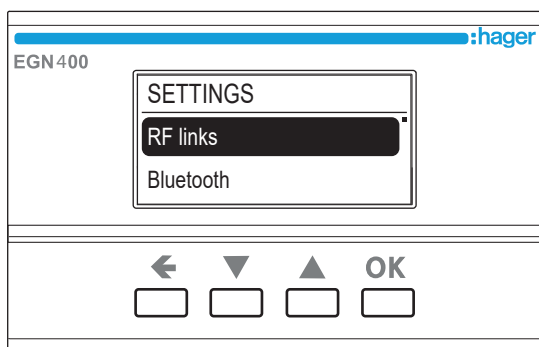 :hager
EGN400
SETTINGS
RF links
Bluetooth
OK